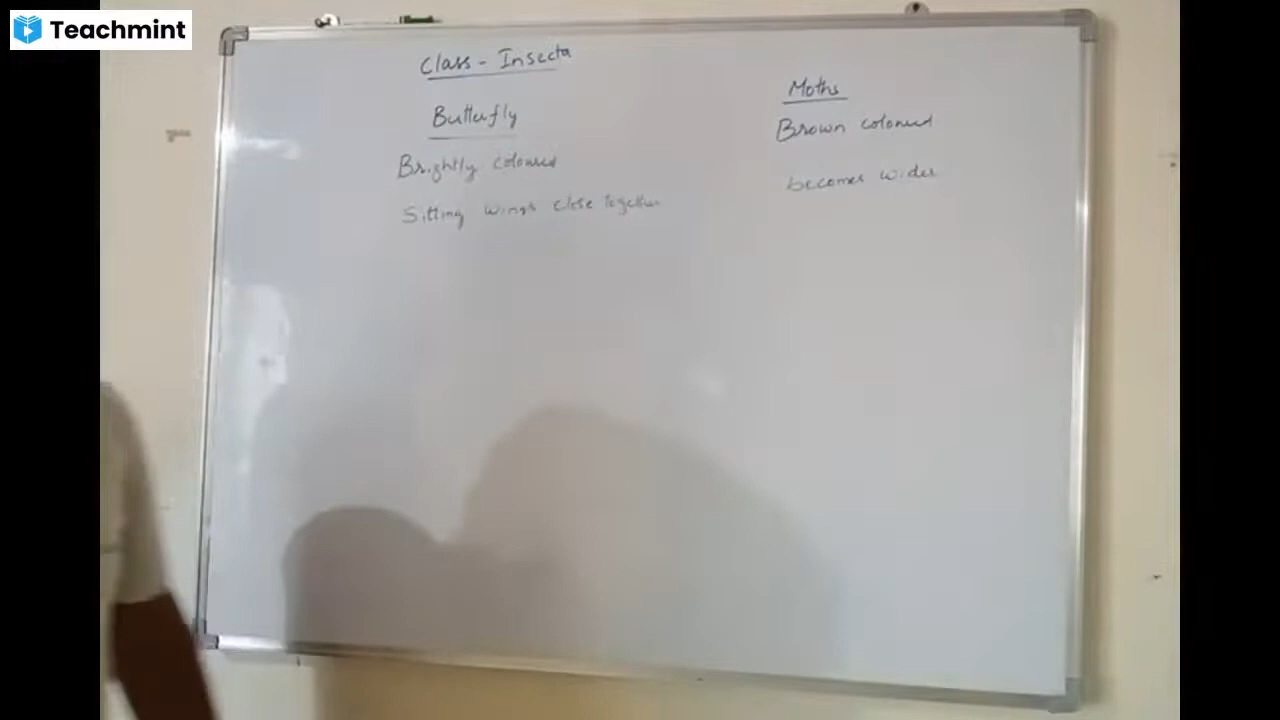 Teachmint
Class - Insecta
Butterfly
Brightly coloured
Sitting wings close together
Moths
Brown coloured
becomes wider